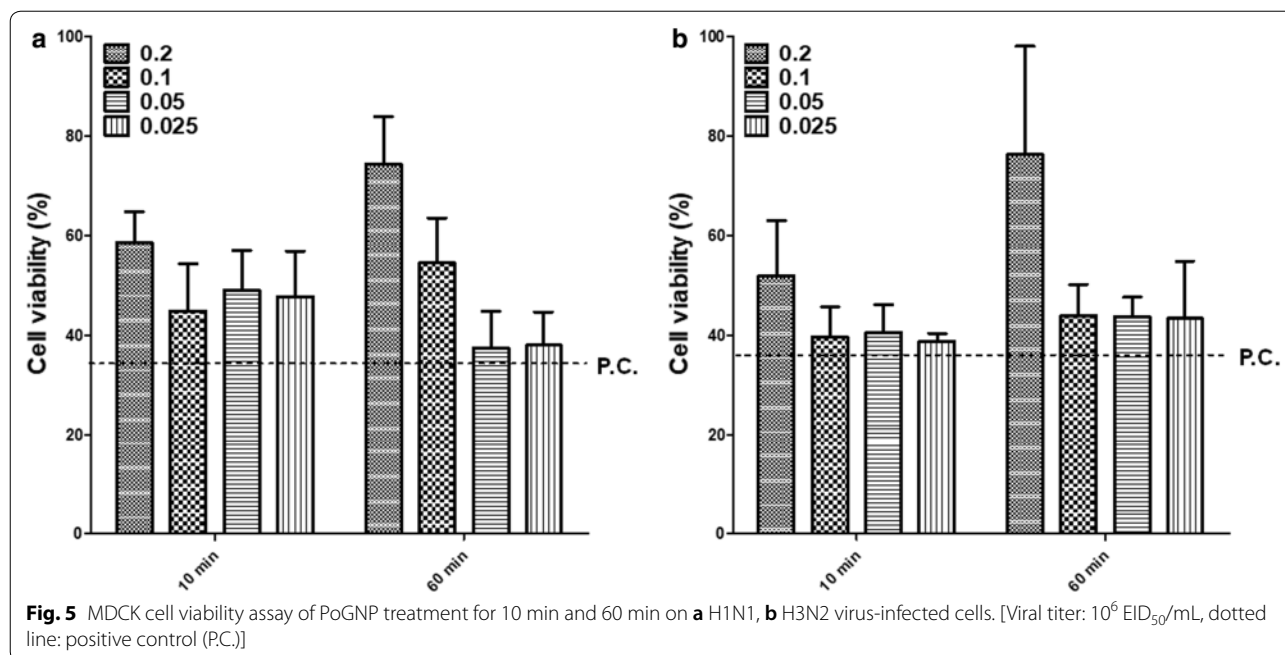 a
100
80
60
40
20
0
Cell viability (%)
0.2
0.1
0.05
0.025
P.C.
10 min
60 min
b
100
80
60
40
20
0
Cell viability (%)
0.2
0.1
0.05
0.025
P.C.
10 min
60 min
Fig. 5 MDCK cell viability assay of PoGNP treatment for 10 min and 60 min on a H1N1, b H3N2 virus-infected cells. [Viral titer: 10⁶ EID₅₀/mL, dotted
line: positive control (P.C.)]